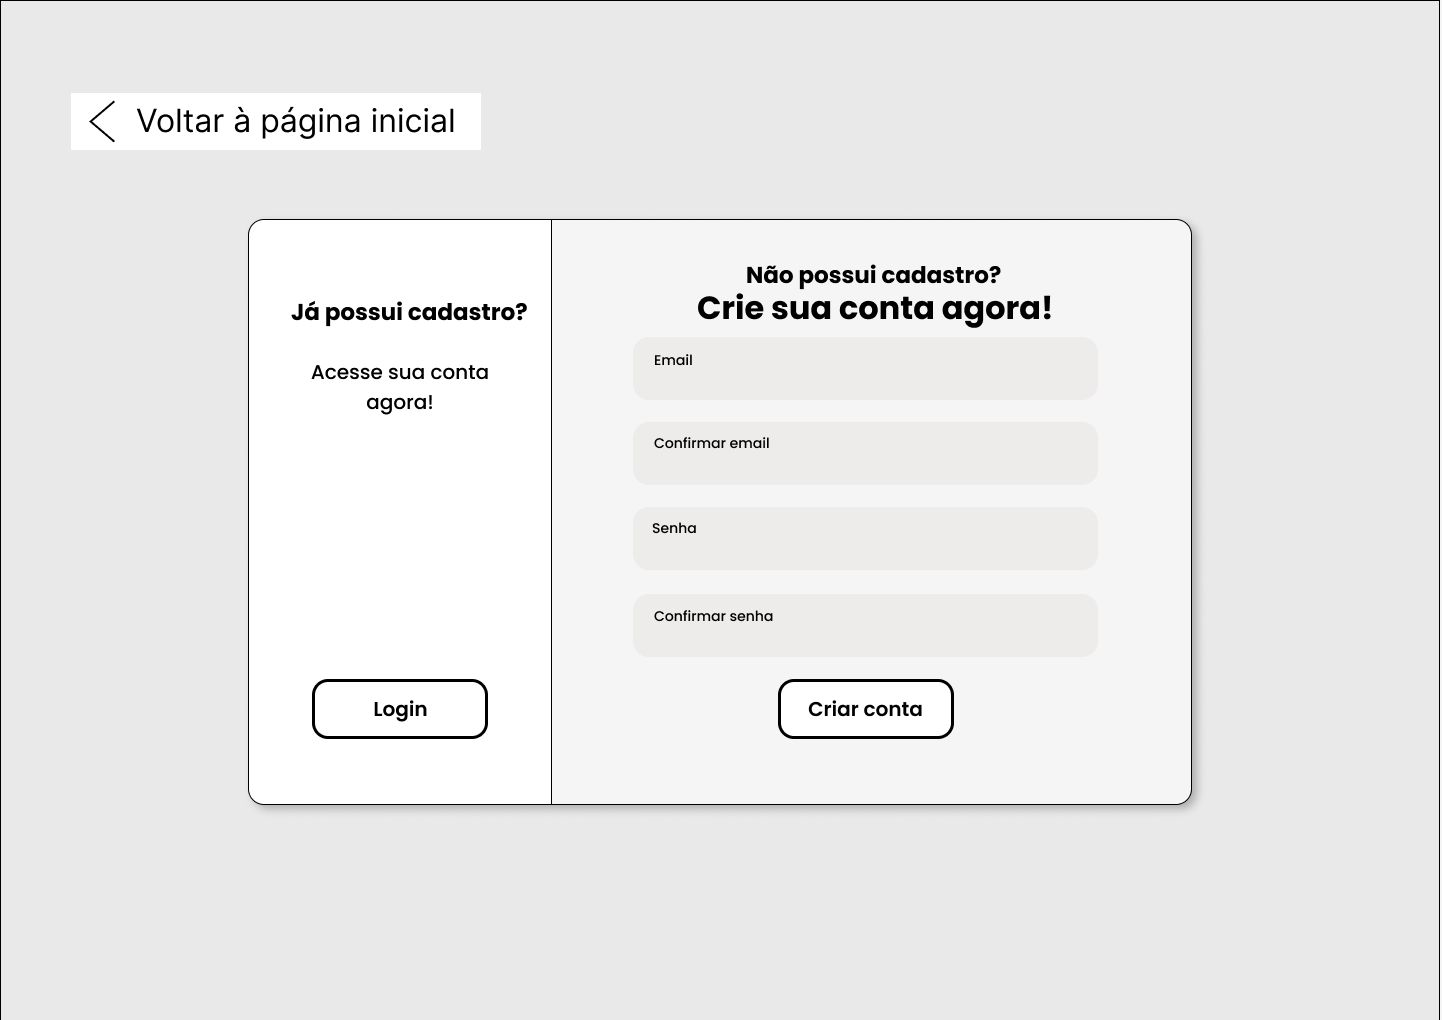 Voltar à página inicial
Já possui cadastro?
Acesse sua conta
agora!
Login
Não possui cadastro?
Crie sua conta agora!
Email
Confirmar email
Senha
Confirmar senha
Criar conta